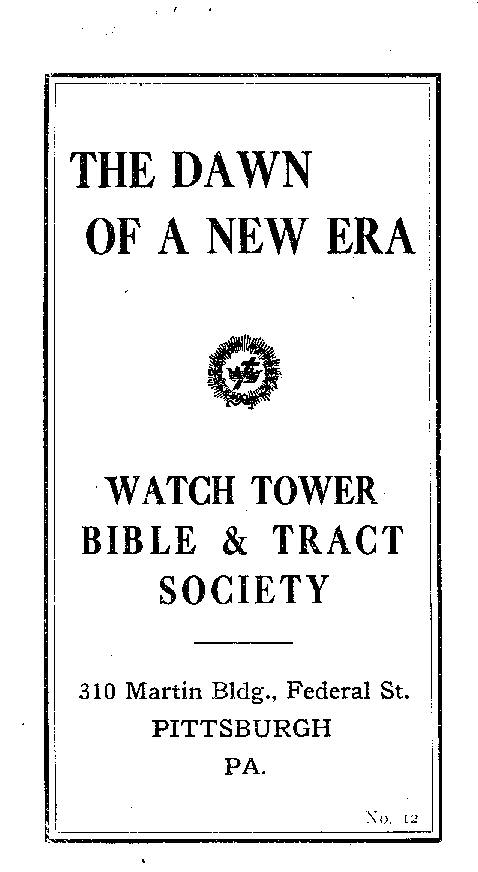 THE DAWN
OF A NEW ERA
WATCH TOWER
BIBLE & TRACT
SOCIETY
310 Martin Bldg., Federal St.
PITTSBURGH
PA.
No. 12